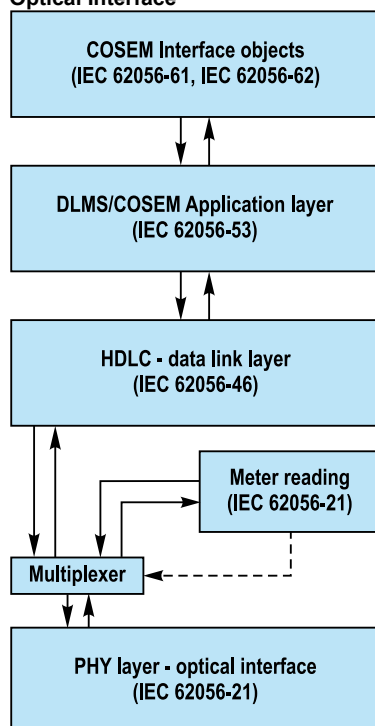 Optical interface
COSEM Interface objects
(IEC 62056-61, IEC 62056-62)
DLMS/COSEM Application layer
(IEC 62056-53)
HDLC - data link layer
(IEC 62056-46)
Meter reading
(IEC 62056-21)
Multiplexer
PHY layer - optical interface
(IEC 62056-21)